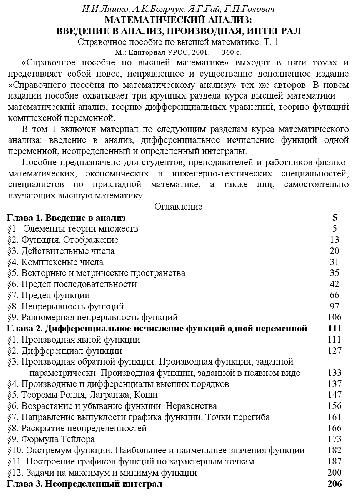 И.И.Ляшко, А.К.Боярчук, Я.Г.Гай, Г.П.Головач
МАТЕМАТИЧЕСКИЙ АНАЛИЗ:
ВВЕДЕНИЕ В АНАЛИЗ, ПРОИЗВОДНАЯ, ИНТЕГРАЛ
Справочное пособие по высшей математике. Т. 1
М.: Едиториал УРСС, 2001. — 360 с.
«Справочное пособие по высшей математике» выходит в пяти томах и
представляет собой новое, исправленное и существенно дополненное издание
«Справочного пособия по математическому анализу» тех же авторов. В новом
издании пособие охватывает три крупных раздела курса высшей математики —
математический анализ, теорию дифференциальных уравнений, теорию функций
комплексной переменной.
В том 1 включен материал по следующим разделам курса математического
анализа: введение в анализ, дифференциальное исчисление функций одной
переменной, неопределенный и определенный интегралы.
Пособие предназначено для студентов, преподавателей и работников физико-
математических, экономических и инженерно-технических специальностей,
специалистов по прикладной математике, а также лиц, самостоятельно
изучающих высшую математику.
Оглавление
Глава 1. Введение в анализ 5
§1. Элементы теории множеств 5
§2. Функция. Отображение 13
§3. Действительные числа 20
§4. Комплексные числа 31
§5. Векторные и метрические пространства 35
§6. Предел последовательности 42
§7. Предел функции 66
§8. Непрерывность функций 97
§9. Равномерная непрерывность функций 106
Глава 2. Дифференциальное исчисление функций одной переменной 111
§1. Производная явной функции 111
§2. Дифференциал функции 127
§3. Производная обратной функции. Производная функции, заданной
параметрически. Производная функции, заданной в неявном виде 133
§4. Производные и дифференциалы высших порядков 137
§5. Теоремы Ролля, Лагранжа, Коши 147
§6. Возрастание и убывание функции. Неравенства 156
§7. Направление выпуклости графика функции. Точки перегиба 161
§8. Раскрытие неопределенностей 166
§9. Формула Тейлора 173
§10. Экстремум функции. Наибольшее и наименьшее значения функции 182
§11. Построение графиков функций по характерным точкам 187
§12. Задачи на максимум и минимум функции 200
Глава 3. Неопределенный интеграл 206